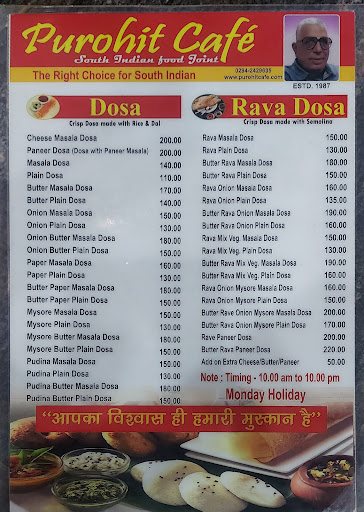 Purohit Café
South Indian food Joint
The Right Choice for South Indian
0294-2429635
www.purohitcafe.com
ESTD. 1987
Dosa
Crisp Dosa made with Rice & Dal
Cheese Masala Dosa 200.00
Paneer Dosa (Dosa with Paneer Masala) 200.00
Masala Dosa 140.00
Plain Dosa 110.00
Butter Masala Dosa 170.00
Butter Plain Dosa 140.00
Onion Masala Dosa 150.00
Onion Plain Dosa 130.00
Onion Butter Masala Dosa 180.00
Onion Butter Plain Dosa 150.00
Paper Masala Dosa 160.00
Paper Plain Dosa 130.00
Butter Paper Masala Dosa 180.00
Butter Paper Plain Dosa 150.00
Mysore Masala Dosa 150.00
Mysore Plain Dosa 130.00
Mysore Butter Masala Dosa 180.00
Mysore Butter Plain Dosa 150.00
Pudina Masala Dosa 150.00
Pudina Plain Dosa 130.00
Pudina Butter Masala Dosa 180.00
Pudina Butter Plain Dosa 150.00
Rava Dosa
Crisp Dosa made with Semolina
Rava Masala Dosa 150.00
Rava Plain Dosa 130.00
Butter Rava Masala Dosa 180.00
Butter Rava Plain Dosa 150.00
Rava Onion Masala Dosa 160.00
Rava Onion Plain Dosa 135.00
Butter Rava Onion Masala Dosa 190.00
Butter Rava Onion Plain Dosa 160.00
Rava Mix Veg. Masala Dosa 150.00
Rava Mix Veg. Plain Dosa 130.00
Butter Rava Mix Veg. Masala Dosa 190.00
Butter Rava Mix Veg. Plain Dosa 160.00
Rava Onion Mysore Masala Dosa 160.00
Rava Onion Mysore Plain Dosa 150.00
Butter Rave Onion Mysore Masala Dosa 200.00
Butter Rava Onion Mysore Plain Dosa 170.00
Rave Paneer Dosa 200.00
Butter Rava Paneer Dosa 220.00
Add on Extra Cheese/Butter/Paneer 50.00
Note : Timing - 10.00 am to 10.00 pm
Monday Holiday
“आपका विश्वास ही हमारी मुस्कान है”